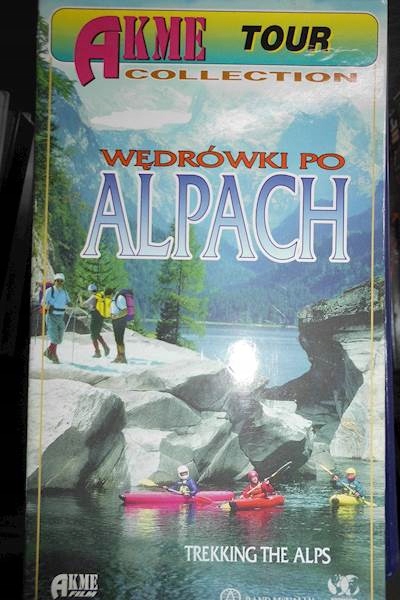 AKME TOUR
COLLECTION
WĘDRÓWKI PO
ALPACH
TREKKING THE ALPS
AKME
FILM